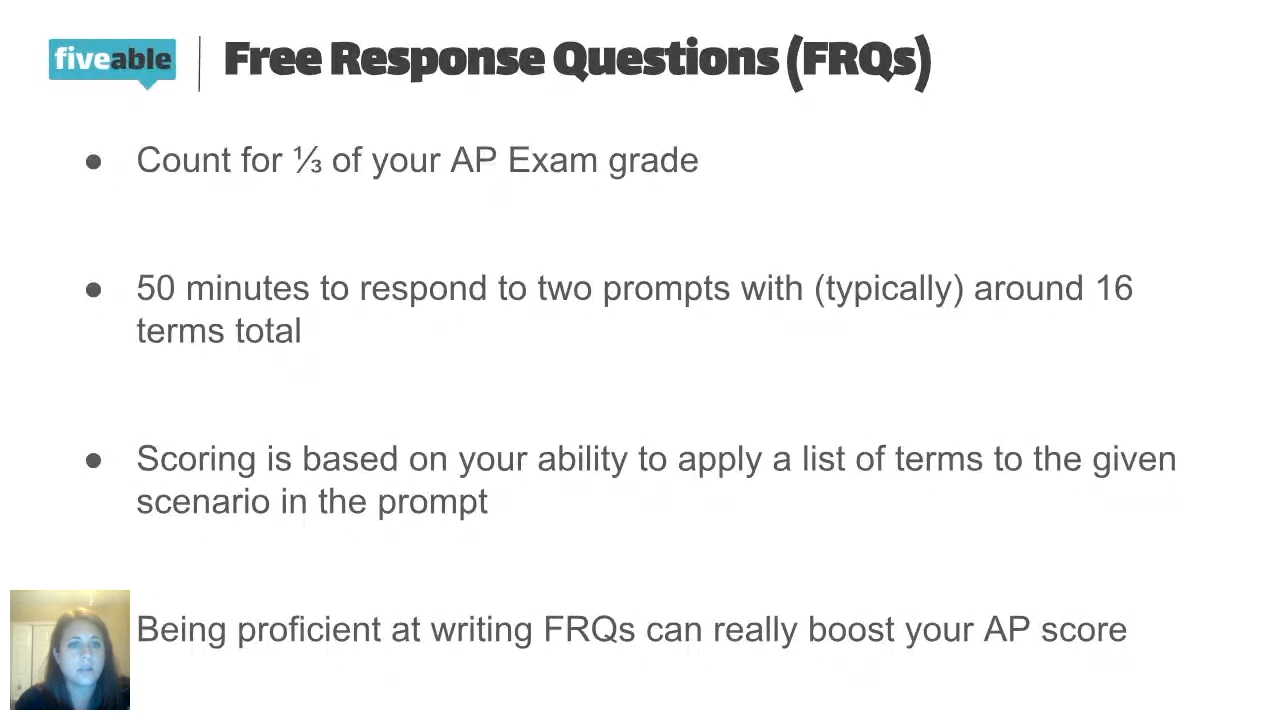 fiveable
Free Response Questions (FRQs)
● Count for ⅓ of your AP Exam grade
● 50 minutes to respond to two prompts with (typically) around 16
terms total
● Scoring is based on your ability to apply a list of terms to the given
scenario in the prompt
Being proficient at writing FRQs can really boost your AP score